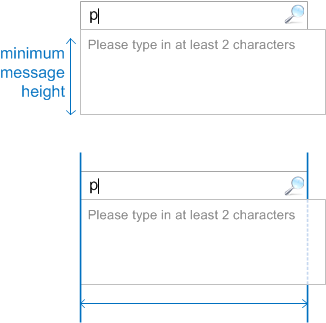 p
minimum
message
height
Please type in at least 2 characters
p
Please type in at least 2 characters